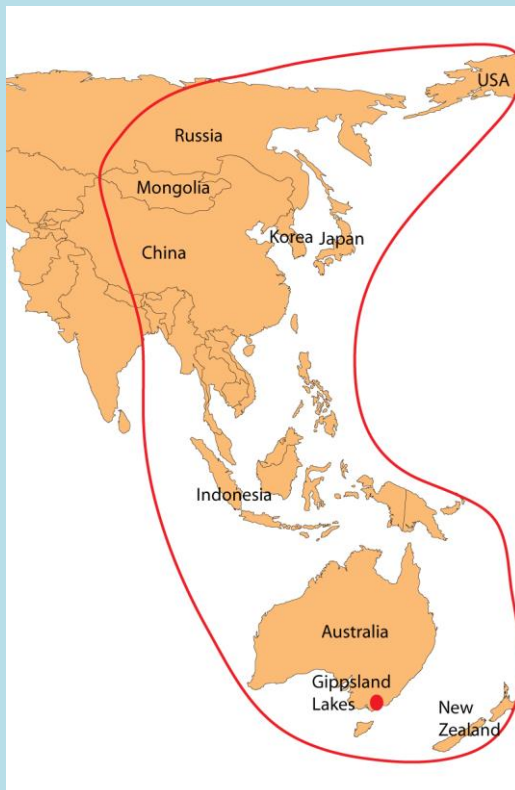 USA
Russia
Mongolia
Korea
Japan
China
Indonesia
Australia
Gippsland
Lakes
New
Zealand